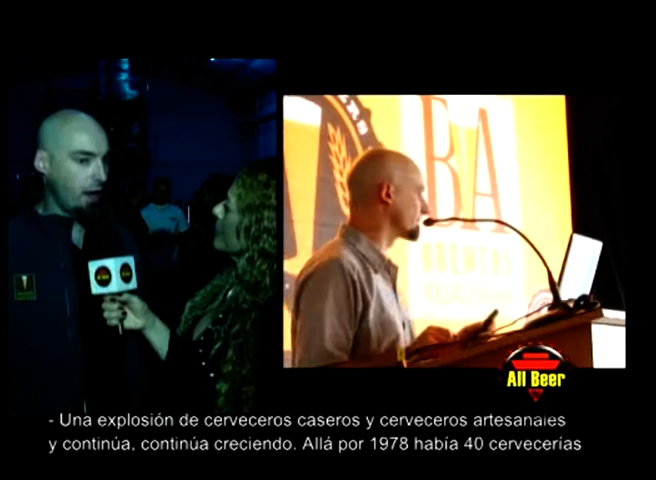 BA
BREWERS
All Beer
- Una explosión de cerveceros caseros y cerveceros artesanales
y continúa, continúa creciendo. Allá por 1978 había 40 cervecerías